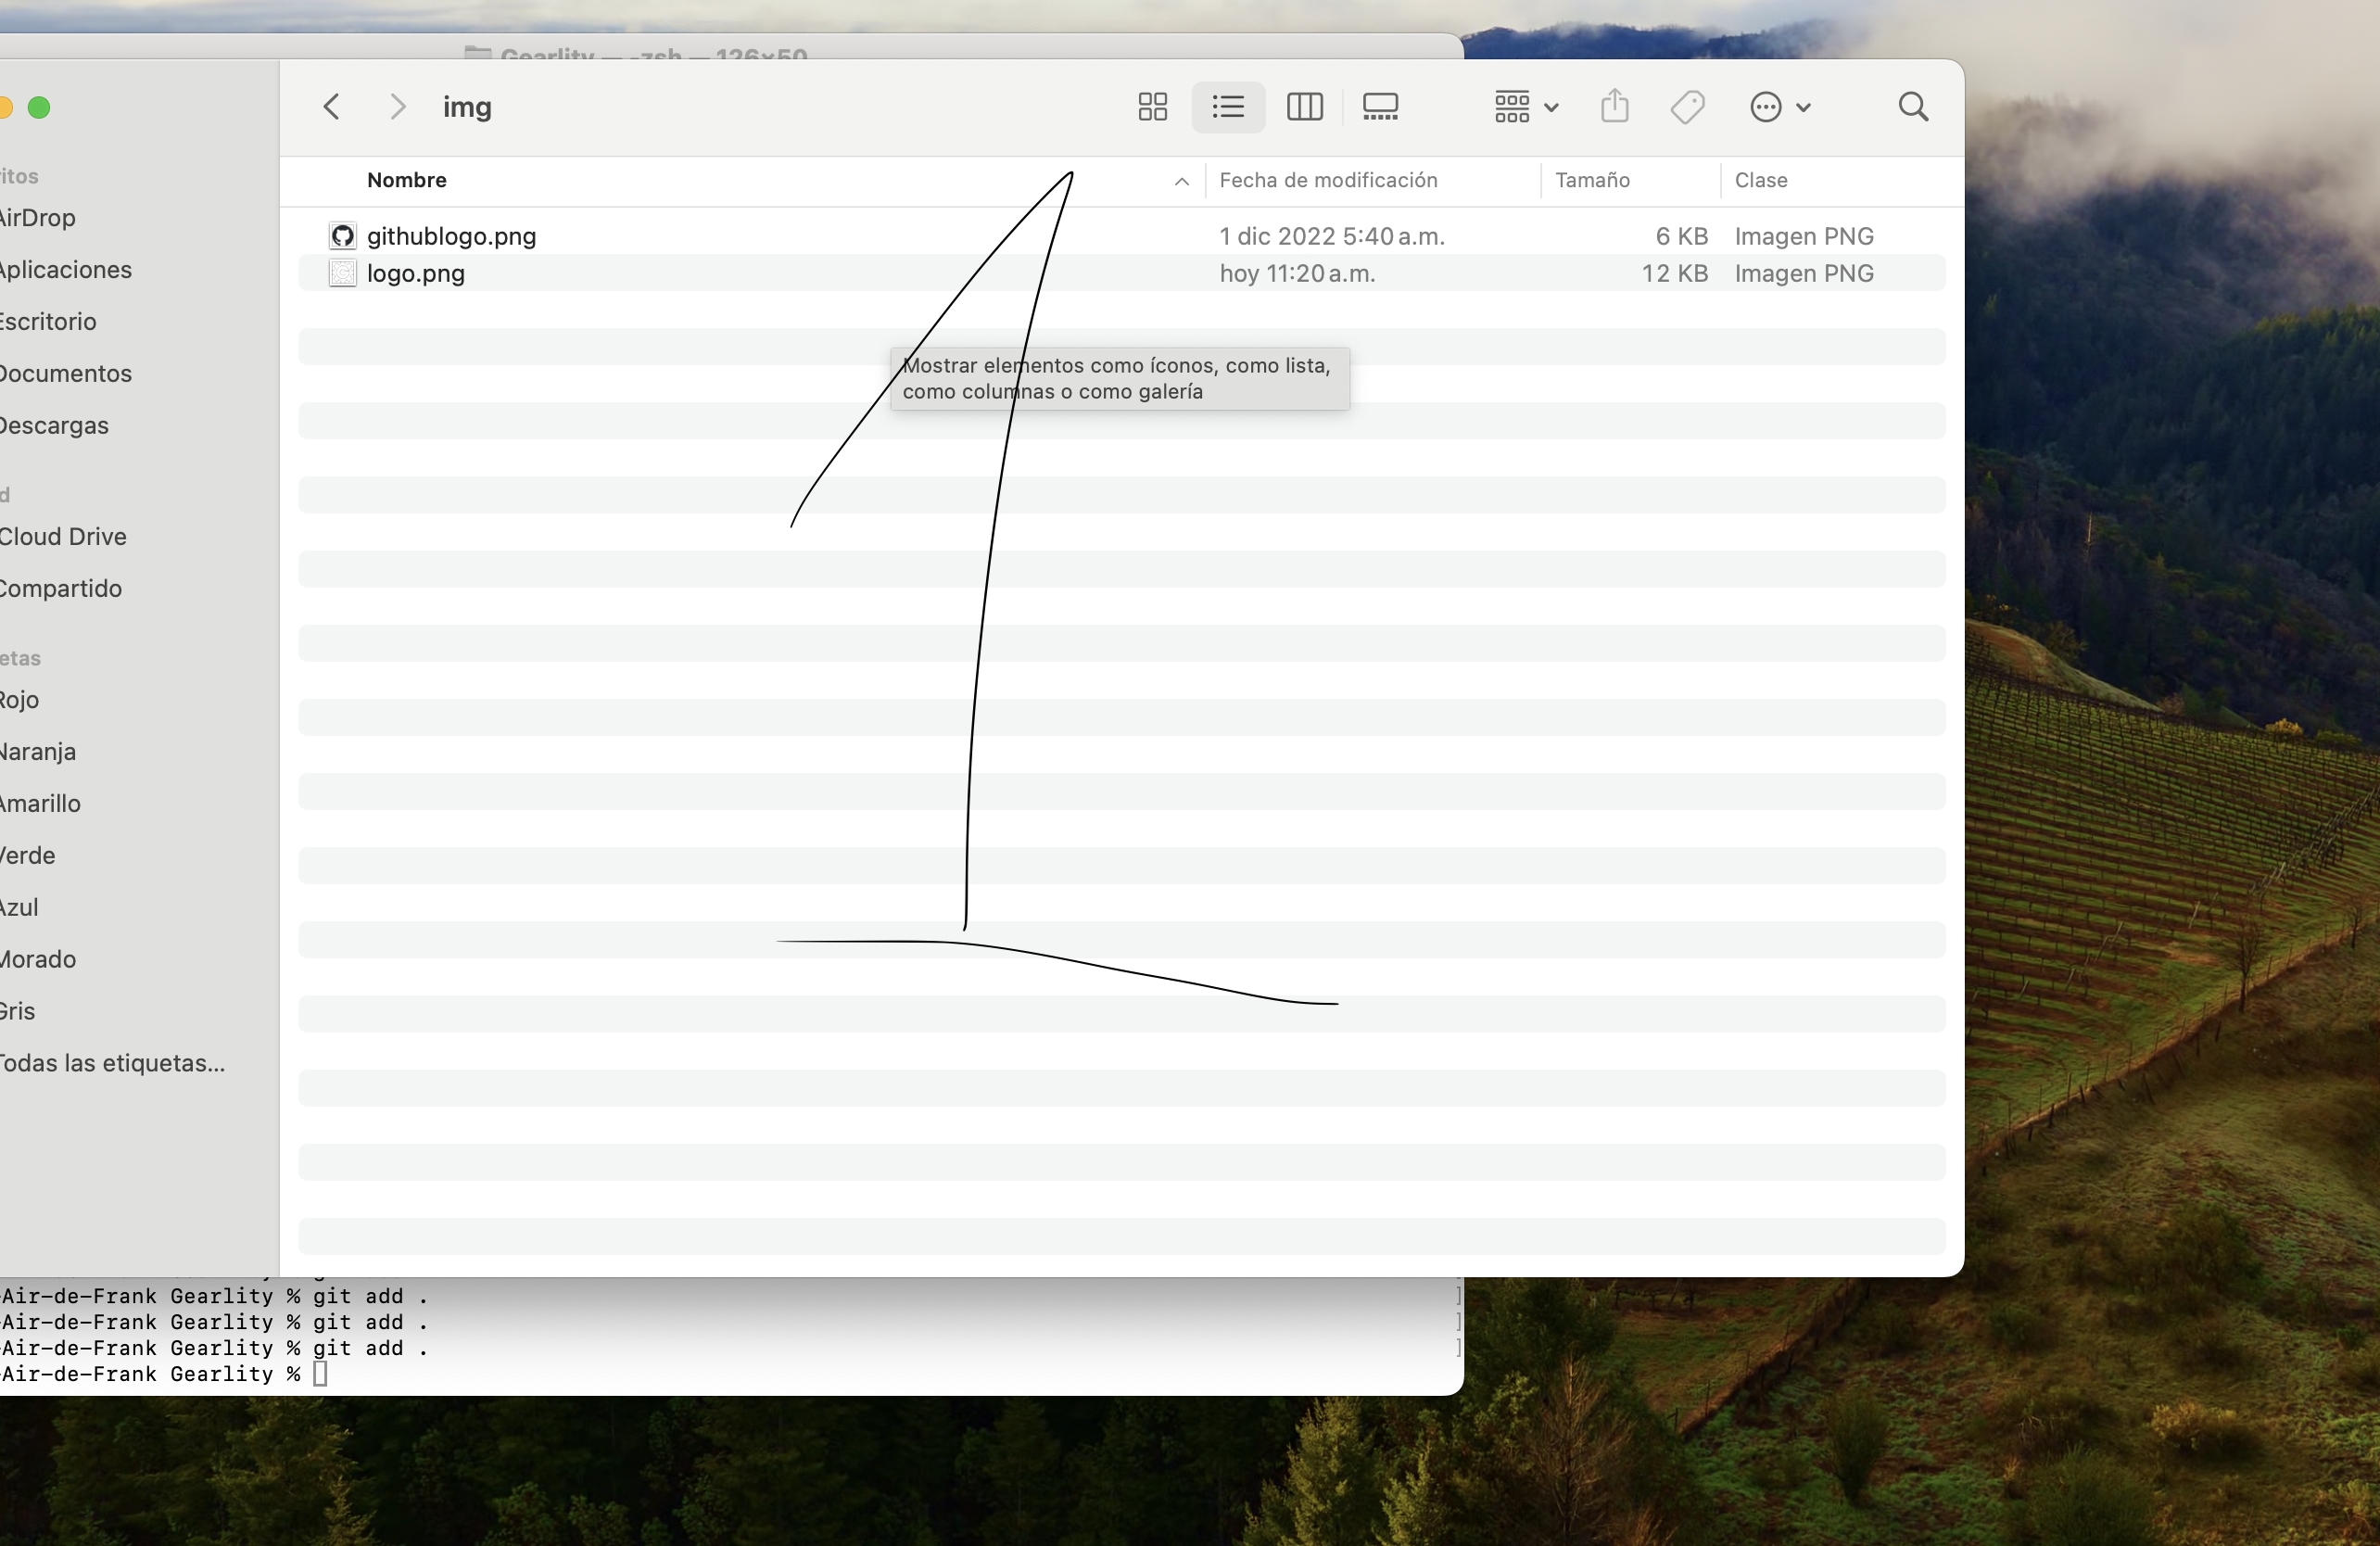 Gearlity — -zsh — 126×50
img
itos
AirDrop
Aplicaciones
Escritorio
Documentos
Descargas
d
Cloud Drive
Compartido
etas
Rojo
Naranja
Amarillo
Verde
Azul
Morado
Gris
Todas las etiquetas...
Nombre Fecha de modificación Tamaño Clase
githublogo.png 1 dic 2022 5:40 a.m. 6 KB Imagen PNG
logo.png hoy 11:20 a.m. 12 KB Imagen PNG
Mostrar elementos como íconos, como lista,
como columnas o como galería
1
-Air-de-Frank Gearlity % git add . ]
-Air-de-Frank Gearlity % git add . ]
-Air-de-Frank Gearlity % git add . ]
-Air-de-Frank Gearlity %